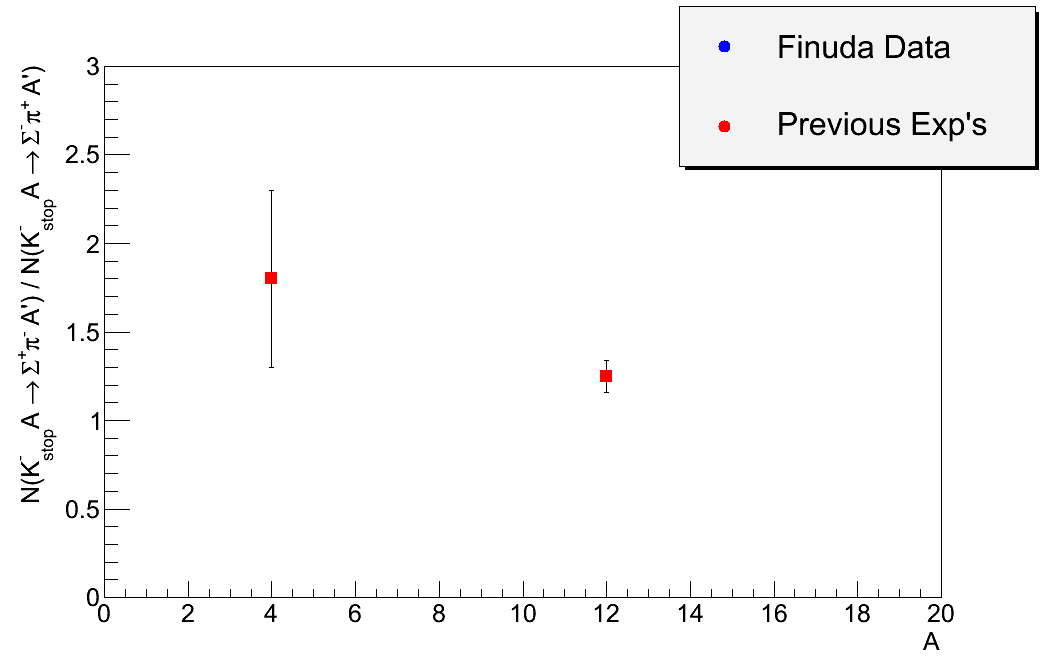 Finuda Data
Previous Exp's
N(K⁻stop A → Σ⁺π⁻ A') / N(K⁻stop A → Σ⁻π⁺ A')
3
2.5
2
1.5
1
0.5
0
0 2 4 6 8 10 12 14 16 18 20
A